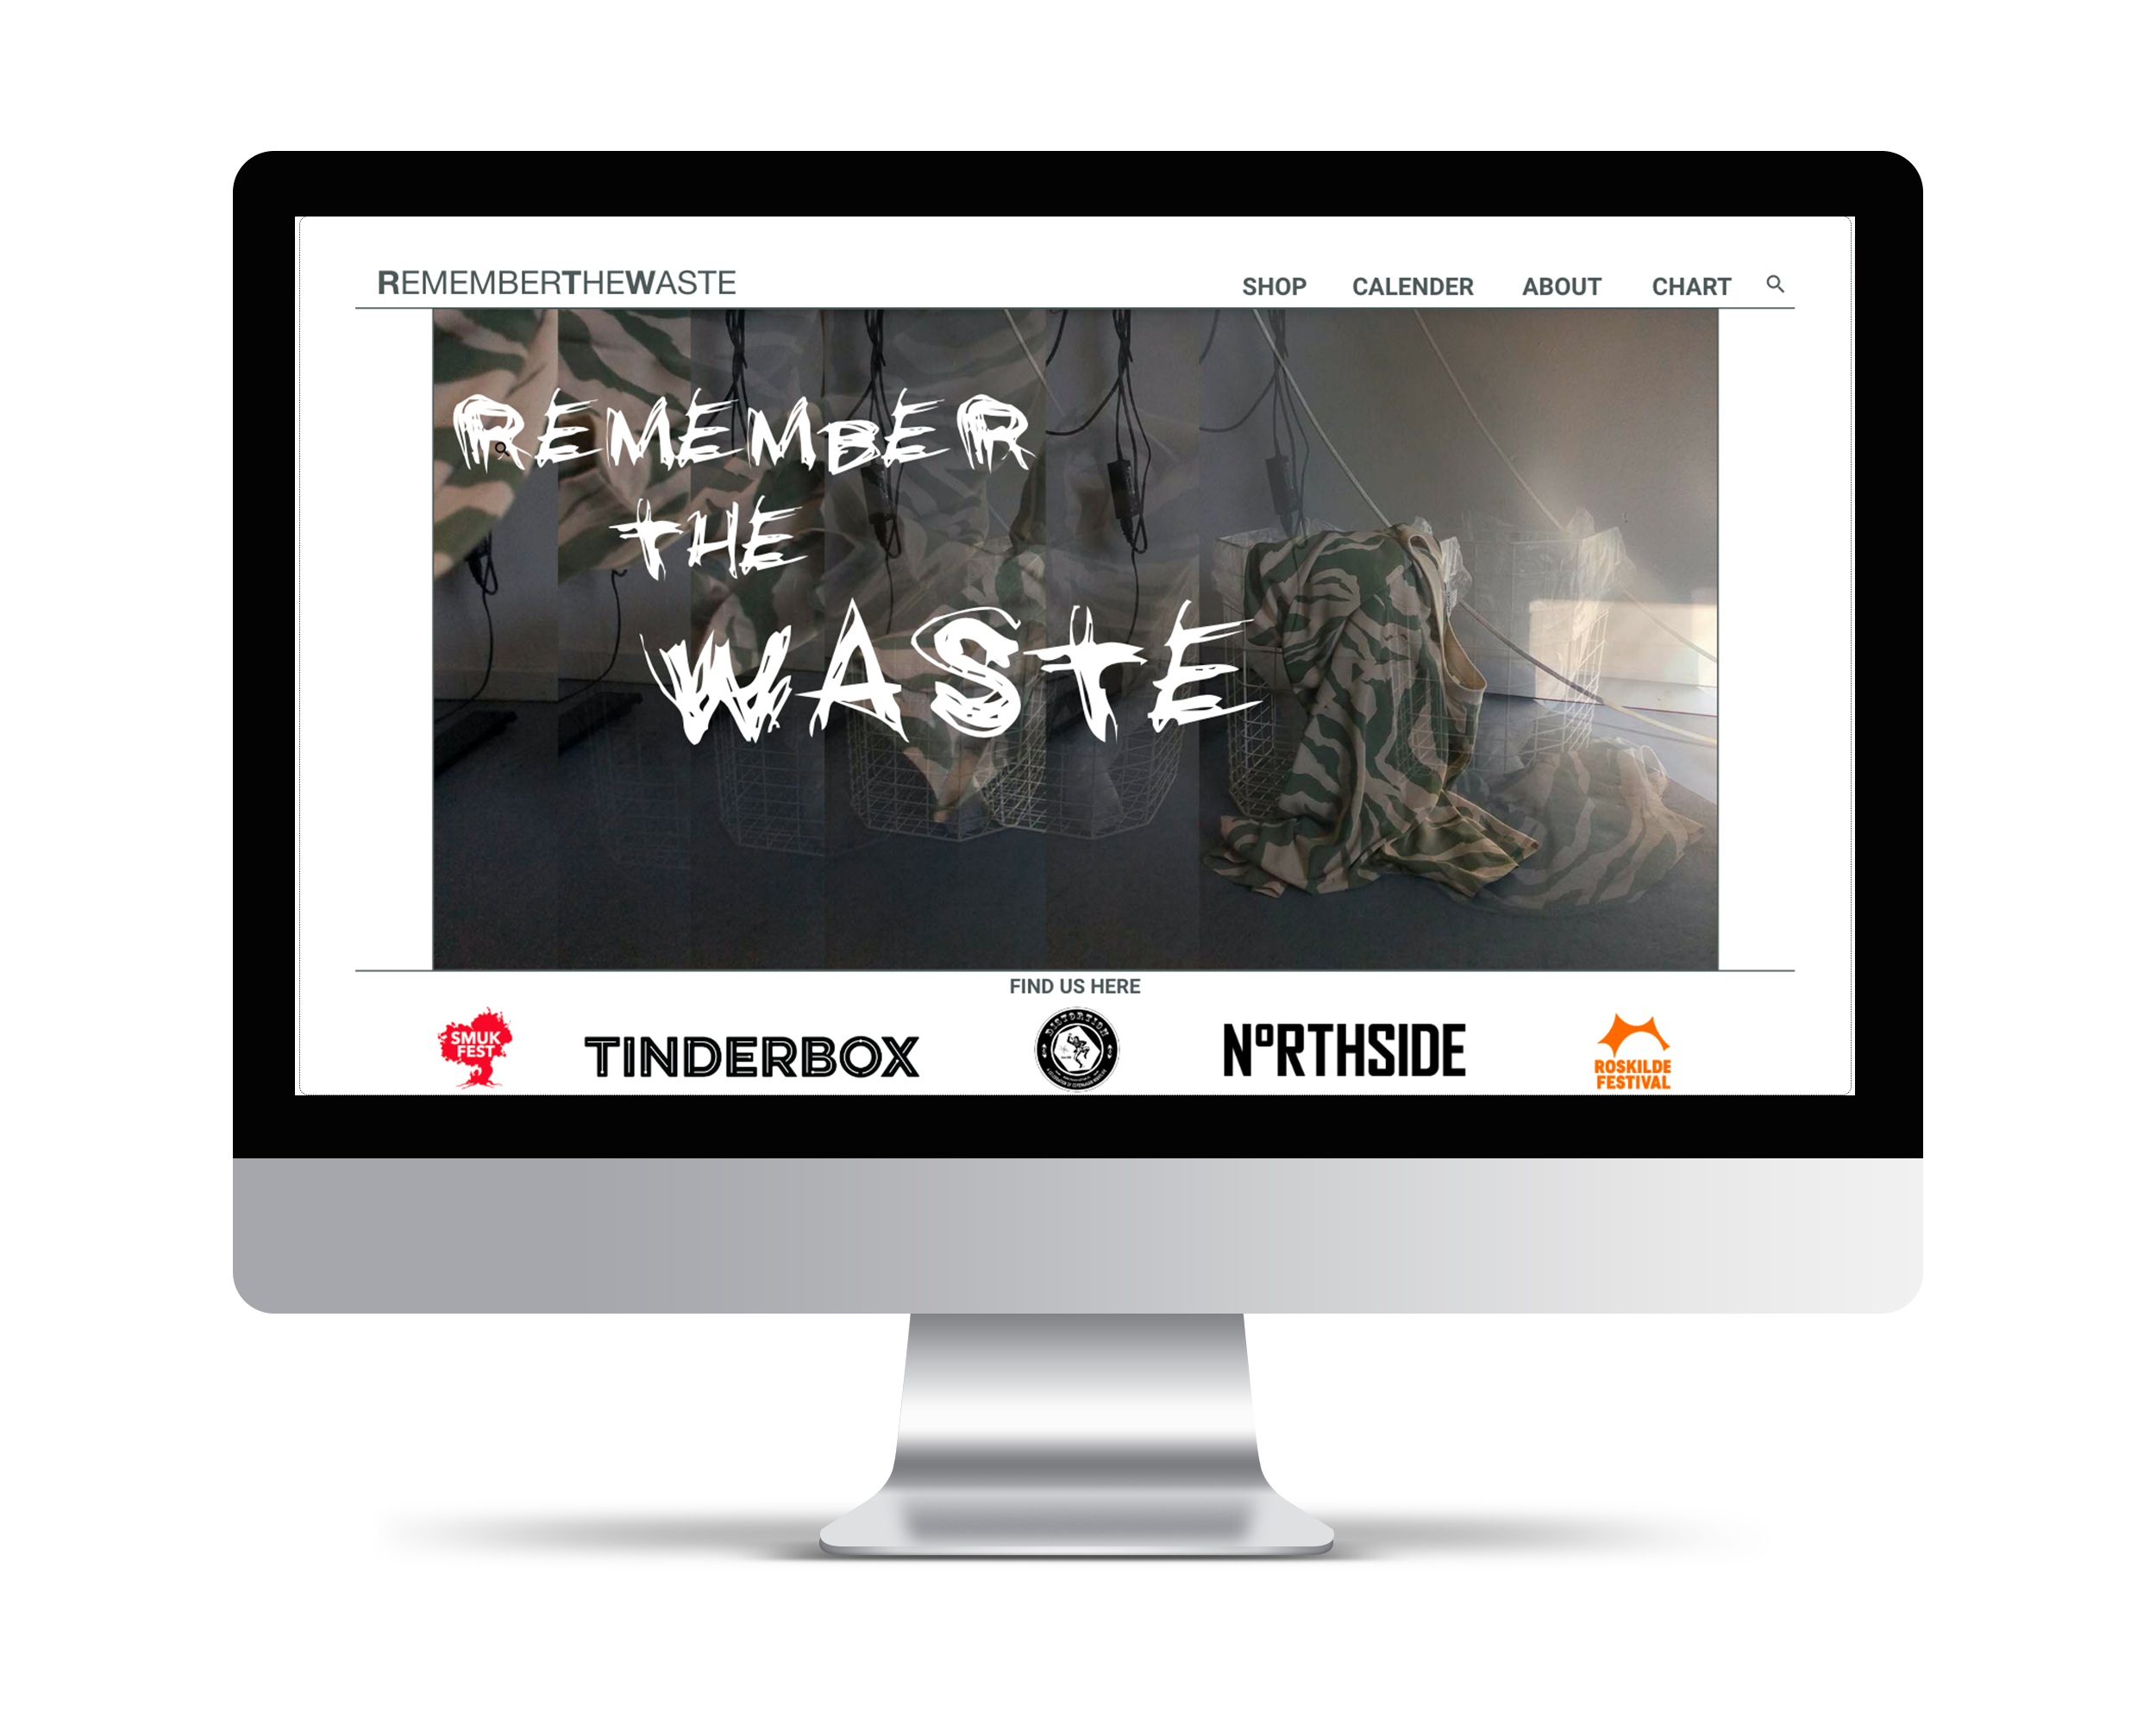 REMEMBERTHEWASTE
SHOP CALENDER ABOUT CHART
REMEMBER
THE
WASTE
FIND US HERE
SMUK
FEST
TINDERBOX
DISTORTION
NORTHSIDE
ROSKILDE
FESTIVAL